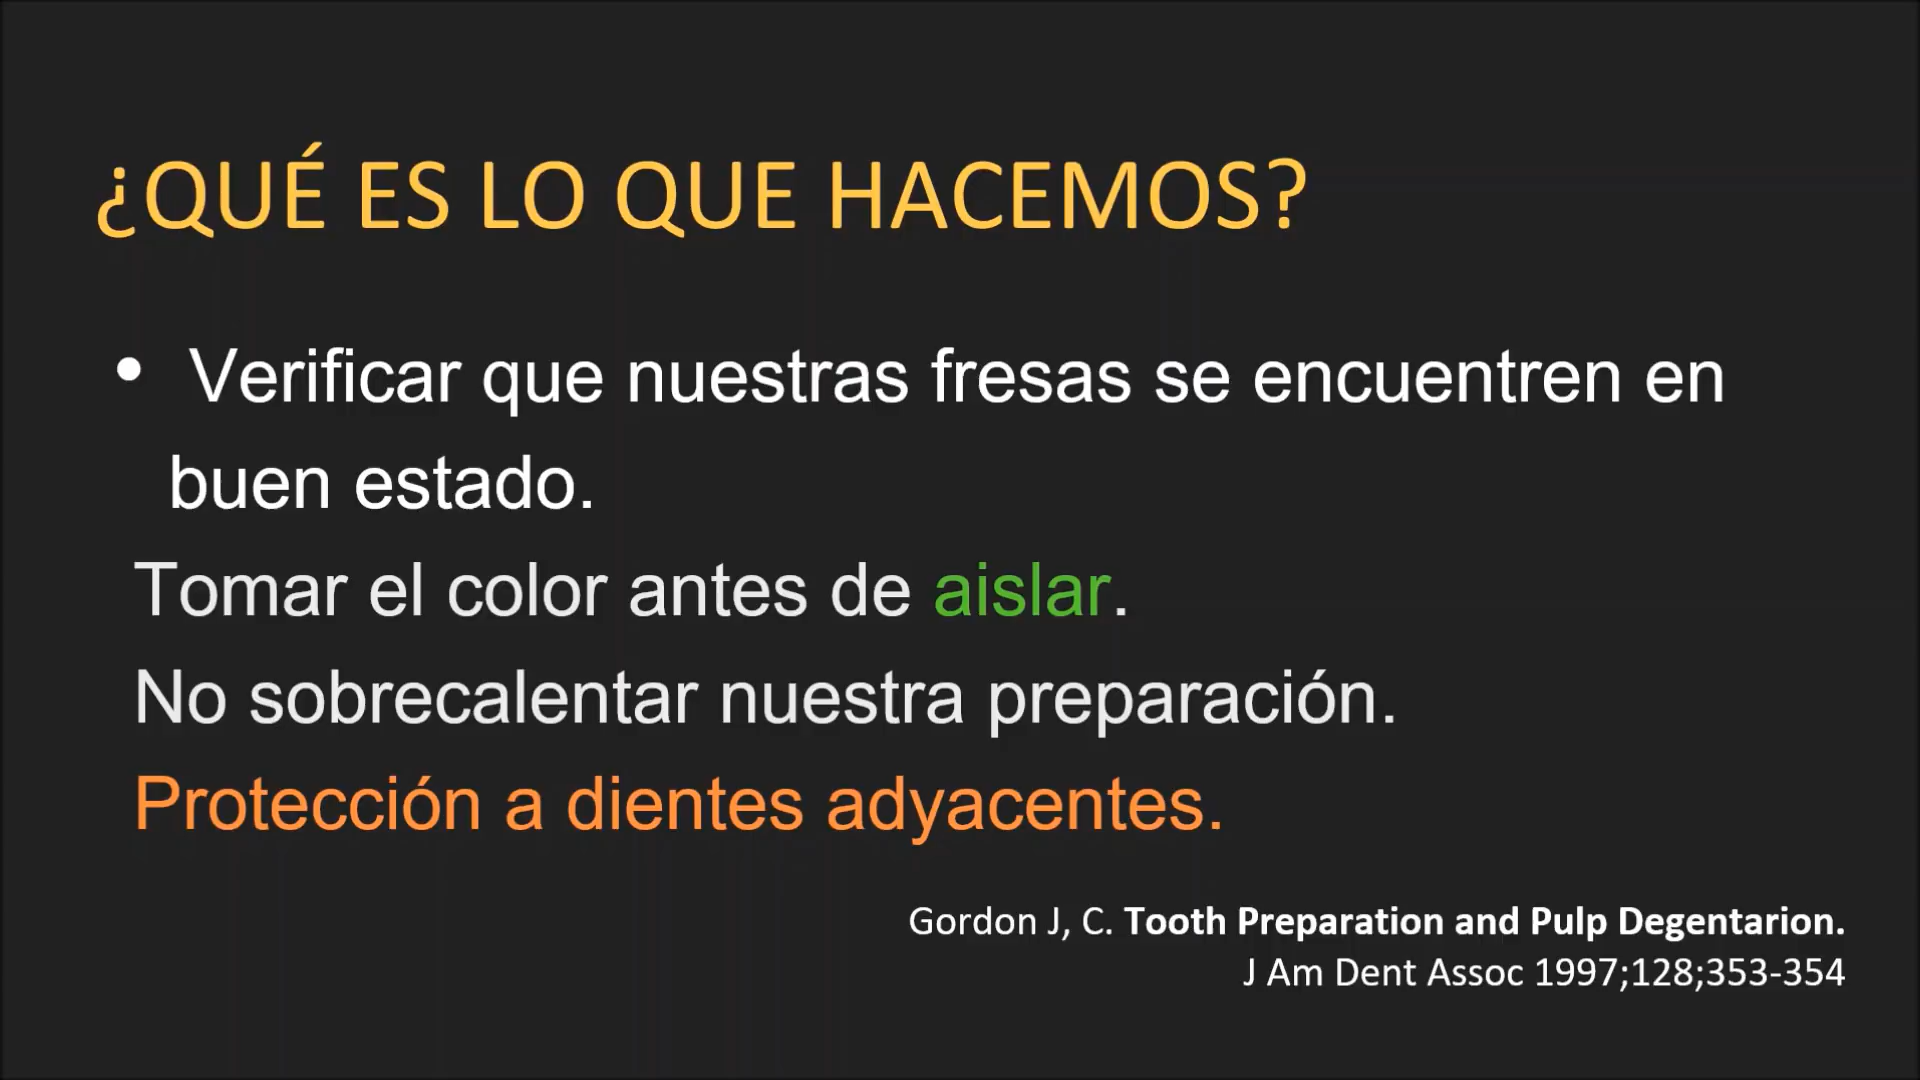 ¿QUÉ ES LO QUE HACEMOS?
• Verificar que nuestras fresas se encuentren en
buen estado.
Tomar el color antes de aislar.
No sobrecalentar nuestra preparación.
Protección a dientes adyacentes.
Gordon J, C. Tooth Preparation and Pulp Degentarion.
J Am Dent Assoc 1997;128;353-354